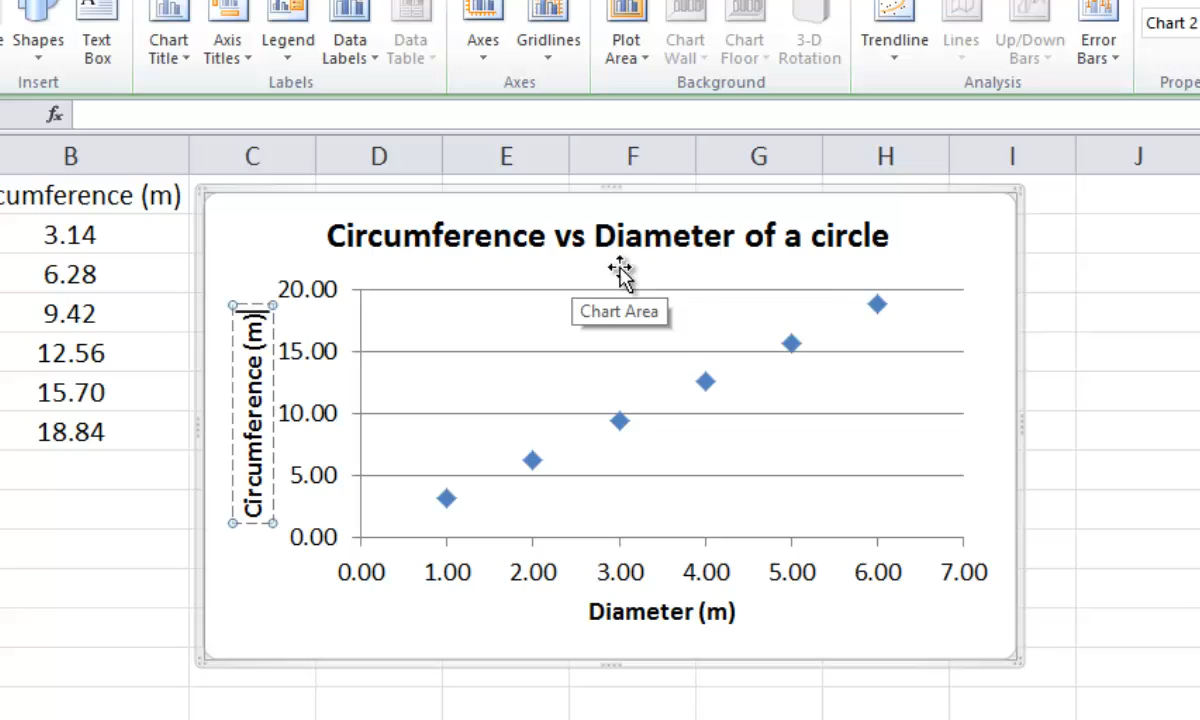 Shapes Text Box Chart Title Axis Titles Legend Data Labels Data Table Axes Gridlines Plot Area Chart Wall Chart Floor 3-D Rotation Trendline Lines Up/Down Bars Error Bars Chart 2
Insert Labels Axes Background Analysis
fx
B C D E F G H I J
(m)
3.14
6.28
9.42
12.56
15.70
18.84
Circumference vs Diameter of a circle
Chart Area
Circumference (m)
20.00
15.00
10.00
5.00
0.00
0.00 1.00 2.00 3.00 4.00 5.00 6.00 7.00
Diameter (m)